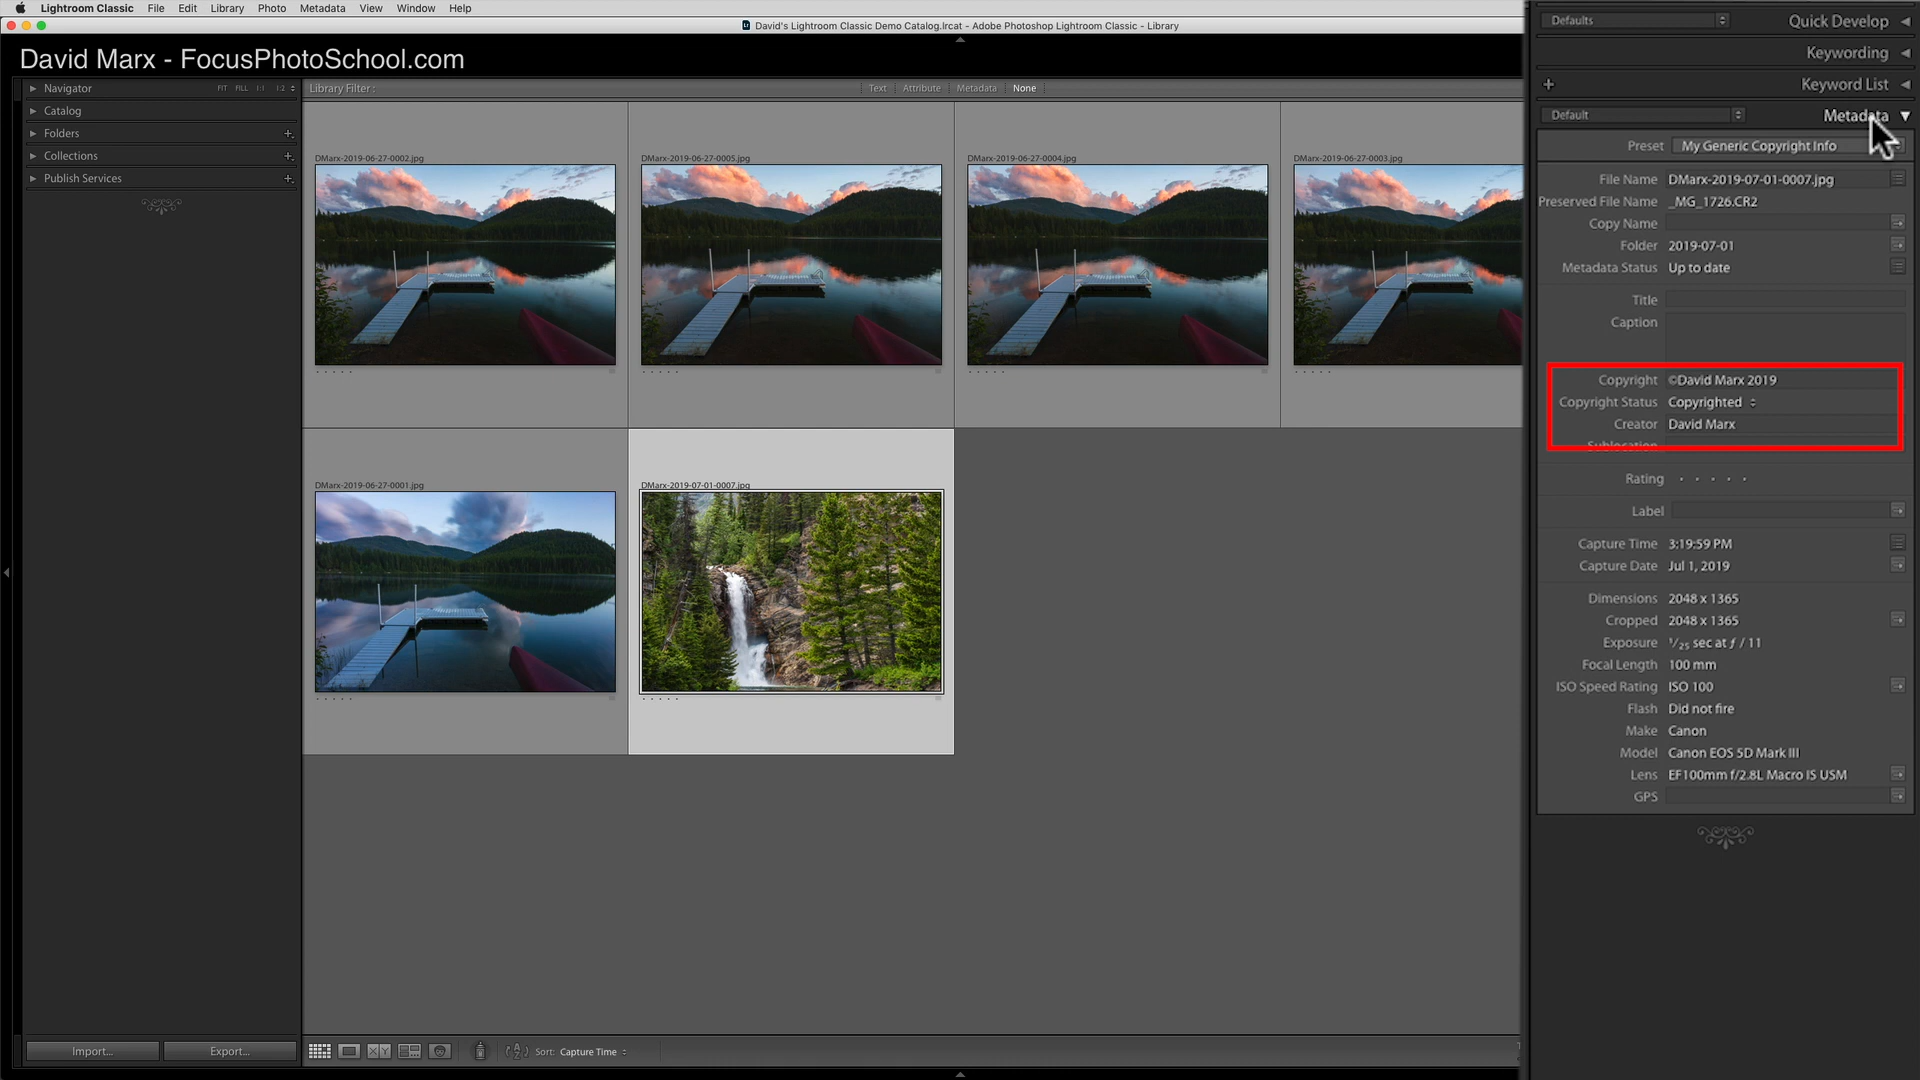 Lightroom Classic File Edit Library Photo Metadata View Window Help
David's Lightroom Classic Demo Catalog.lrcat - Adobe Photoshop Lightroom Classic - Library
David Marx - FocusPhotoSchool.com
Navigator FIT FILL 1:1 1:2
Catalog
Folders
Collections
Publish Services
Library Filter : Text Attribute Metadata None
DMarx-2019-06-27-0002.jpg
DMarx-2019-06-27-0005.jpg
DMarx-2019-06-27-0004.jpg
DMarx-2019-06-27-0003.jpg
DMarx-2019-06-27-0001.jpg
DMarx-2019-07-01-0007.jpg
Import... Export...
Sort: Capture Time
Defaults Quick Develop
Keywording
Keyword List
Default Metadata
Preset My Generic Copyright Info
File Name DMarx-2019-07-01-0007.jpg
Preserved File Name _MG_1726.CR2
Copy Name
Folder 2019-07-01
Metadata Status Up to date
Title
Caption
Copyright ©David Marx 2019
Copyright Status Copyrighted
Creator David Marx
Sublocation
Rating
Label
Capture Time 3:19:59 PM
Capture Date Jul 1, 2019
Dimensions 2048 x 1365
Cropped 2048 x 1365
Exposure 1/25 sec at ƒ / 11
Focal Length 100 mm
ISO Speed Rating ISO 100
Flash Did not fire
Make Canon
Model Canon EOS 5D Mark III
Lens EF100mm f/2.8L Macro IS USM
GPS